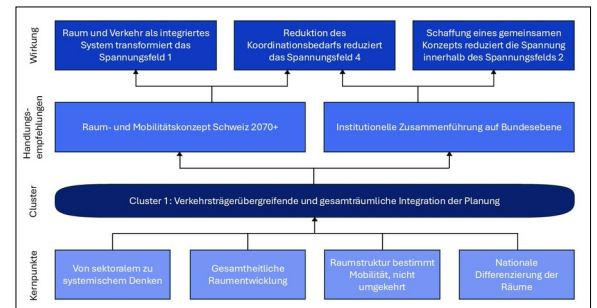 Wirkung
Raum und Verkehr als integriertes
System transformiert das
Spannungsfeld 1
Reduktion des
Koordinationsbedarfs reduziert
das Spannungsfeld 4
Schaffung eines gemeinsamen
Konzepts reduziert die Spannung
innerhalb des Spannungsfelds 2
Handlungs-
empfehlungen
Raum- und Mobilitätskonzept Schweiz 2070+
Institutionelle Zusammenführung auf Bundesebene
Cluster
Cluster 1: Verkehrsträgerübergreifende und gesamträumliche Integration der Planung
Kernpunkte
Von sektoralem zu
systemischem Denken
Gesamtheitliche
Raumentwicklung
Raumstruktur bestimmt
Mobilität, nicht
umgekehrt
Nationale
Differenzierung der
Räume